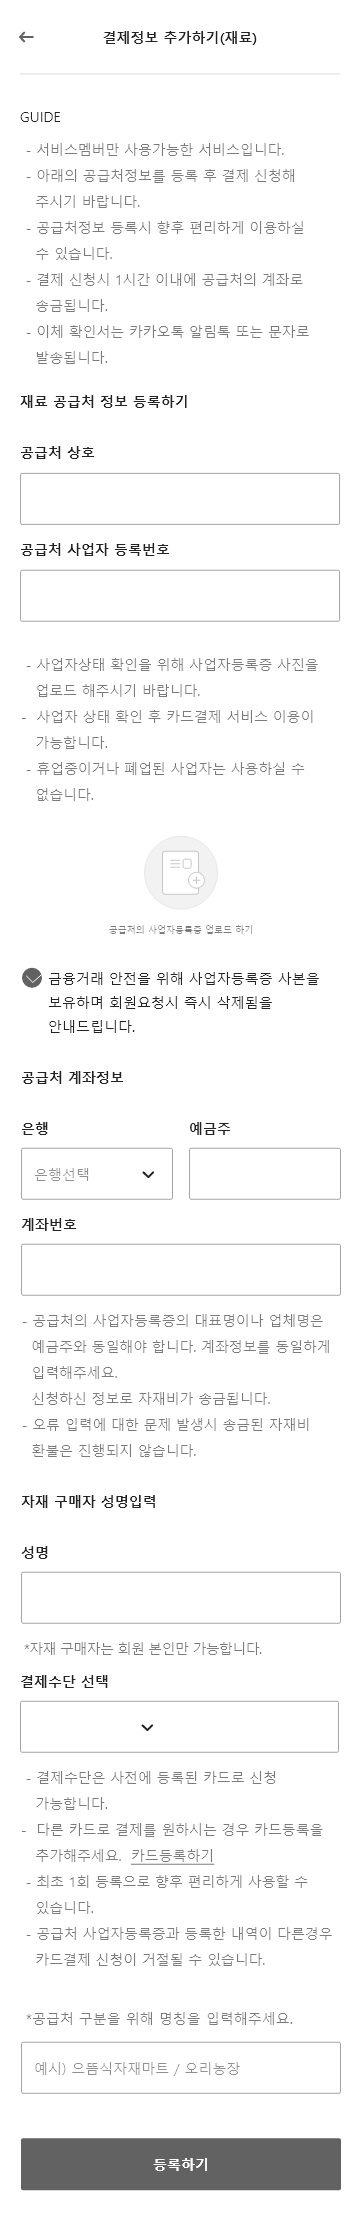 결제정보 추가하기(재료)
GUIDE
- 서비스멤버만 사용가능한 서비스입니다.
- 아래의 공급처정보를 등록 후 결제 신청해
주시기 바랍니다.
- 공급처정보 등록시 향후 편리하게 이용하실
수 있습니다.
- 결제 신청시 1시간 이내에 공급처의 계좌로
송금됩니다.
- 이체 확인서는 카카오톡 알림톡 또는 문자로
발송됩니다.
재료 공급처 정보 등록하기
공급처 상호
공급처 사업자 등록번호
- 사업자상태 확인을 위해 사업자등록증 사진을
업로드 해주시기 바랍니다.
- 사업자 상태 확인 후 카드결제 서비스 이용이
가능합니다.
- 휴업중이거나 폐업된 사업자는 사용하실 수
없습니다.
공급저의 사업자등록증 업로드 하기
금융거래 안전을 위해 사업자등록증 사본을
보유하며 회원요청시 즉시 삭제됨을
안내드립니다.
공급처 계좌정보
은행 예금주
은행선택
계좌번호
- 공급처의 사업자등록증의 대표명이나 업체명은
예금주와 동일해야 합니다. 계좌정보를 동일하게
입력해주세요.
신청하신 정보로 자재비가 송금됩니다.
- 오류 입력에 대한 문제 발생시 송금된 자재비
환불은 진행되지 않습니다.
자재 구매자 성명입력
성명
*자재 구매자는 회원 본인만 가능합니다.
결제수단 선택
- 결제수단은 사전에 등록된 카드로 신청
가능합니다.
- 다른 카드로 결제를 원하시는 경우 카드등록을
추가해주세요. 카드등록하기
- 최초 1회 등록으로 향후 편리하게 사용할 수
있습니다.
- 공급처 사업자등록증과 등록한 내역이 다른경우
카드결제 신청이 거절될 수 있습니다.
*공급처 구분을 위해 명칭을 입력해주세요.
예시) 으뜸식자재마트 / 오리농장
등록하기